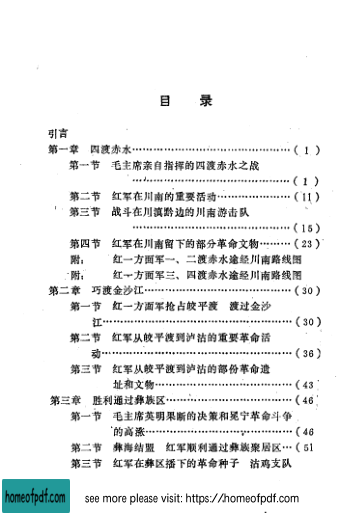 目 录
引言
第一章 四渡赤水……………………………………( 1 )
第一节 毛主席亲自指挥的四渡赤水之战
……………………………………( 1 )
第二节 红军在川南的重要活动………………(11)
第三节 战斗在川滇黔边的川南游击队
……………………………………(15)
第四节 红军在川南留下的部分革命文物………(23)
附: 红一方面军一、二渡赤水途经川南路线图
附: 红一方面军三、四渡赤水途经川南路线图
第二章 巧渡金沙江…………………………………(30)
第一节 红一方面军抢占皎平渡 渡过金沙
江……………………………………………(30)
第二节 红军从皎平渡到泸沽的重要革命活
动……………………………………………(36)
第三节 红军从皎平渡到泸沽的部份革命遗
址和文物………………………………(43
第三章 胜利通过彝族区……………………………(46
第一节 毛主席英明果断的决策和冕宁革命斗争
的高涨…………………………………(46
第二节 彝海结盟 红军顺利通过彝族聚居区…(51
第三节 红军在彝区播下的革命种子 沽鸡支队
homeofpdf.com
see more please visit: https://homeofpdf.com